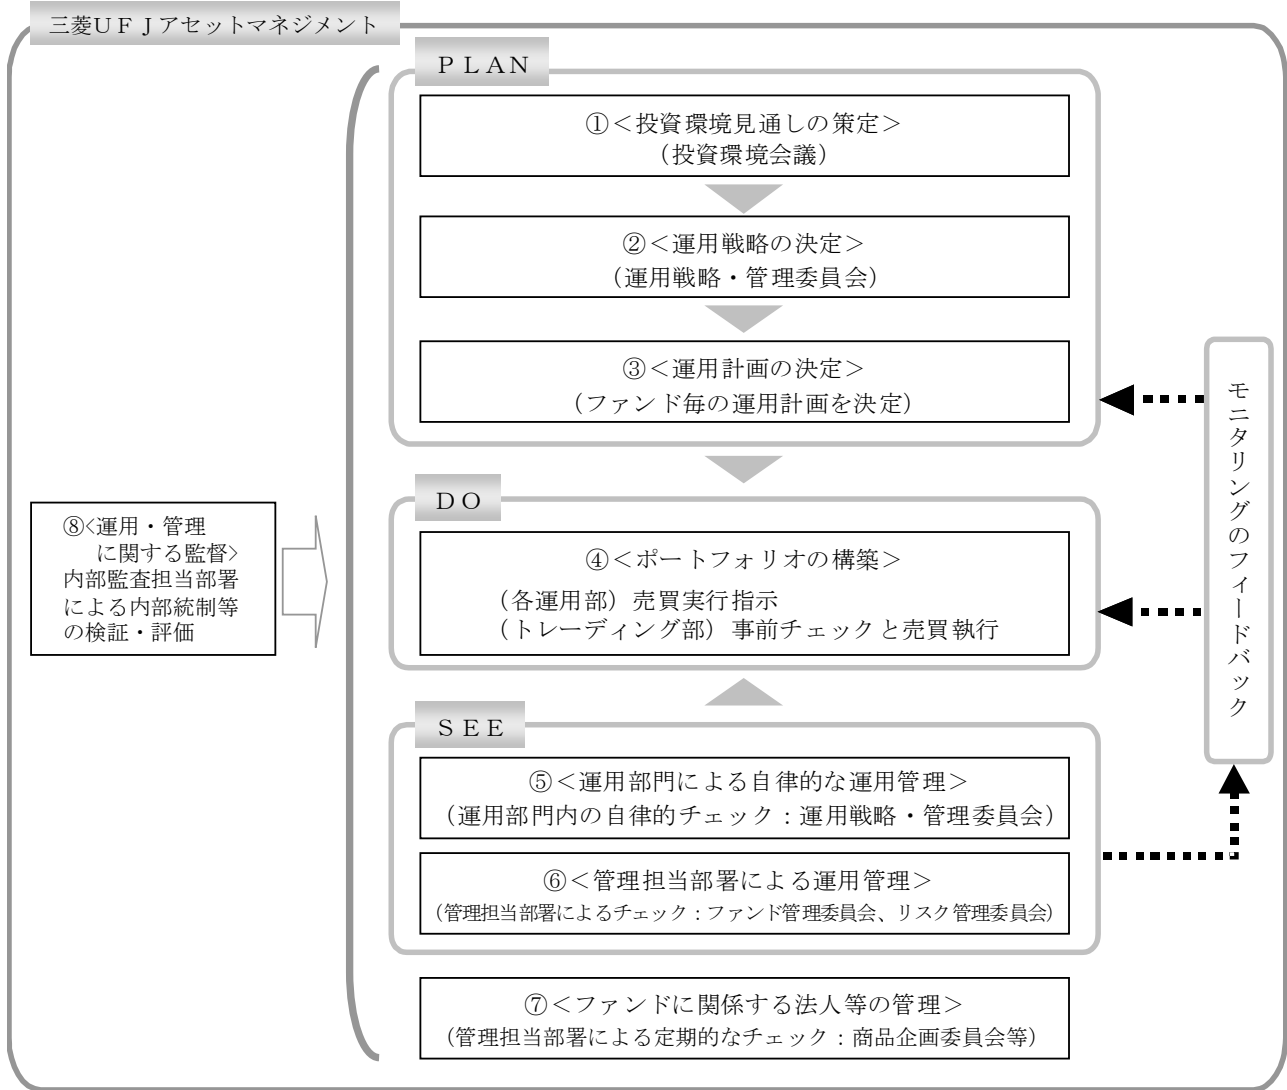 三菱UFJアセットマネジメント
PLAN
①＜投資環境見通しの策定＞
（投資環境会議）
②＜運用戦略の決定＞
（運用戦略・管理委員会）
③＜運用計画の決定＞
（ファンド毎の運用計画を決定）
DO
④＜ポートフォリオの構築＞
（各運用部）売買実行指示
（トレーディング部）事前チェックと売買執行
SEE
⑤＜運用部門による自律的な運用管理＞
（運用部門内の自律的チェック：運用戦略・管理委員会）
⑥＜管理担当部署による運用管理＞
（管理担当部署によるチェック：ファンド管理委員会、リスク管理委員会）
⑦＜ファンドに関係する法人等の管理＞
（管理担当部署による定期的なチェック：商品企画委員会等）
⑧<運用・管理
に関する監督>
内部監査担当部署
による内部統制等
の検証・評価
モニタリングのフィードバック